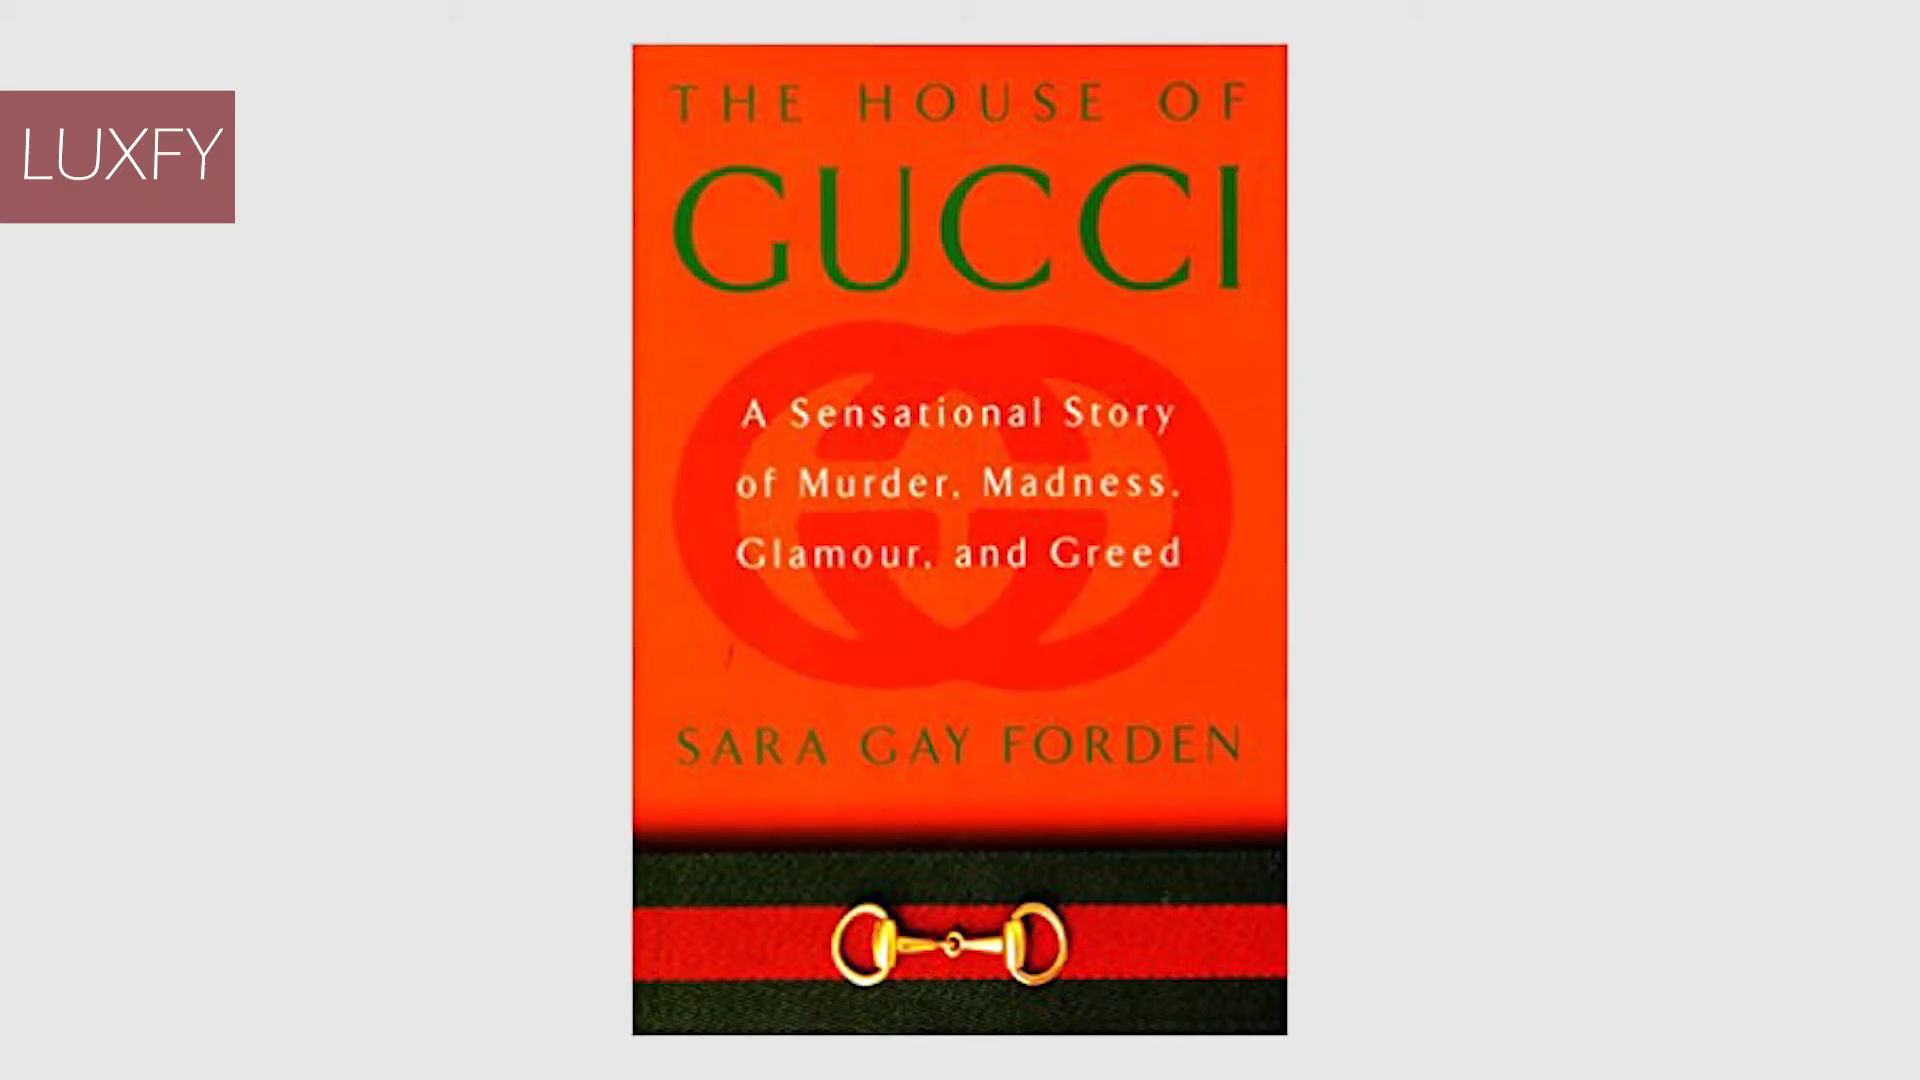 LUXFY
THE HOUSE OF
GUCCI
A Sensational Story
of Murder, Madness,
Glamour, and Greed
SARA GAY FORDEN